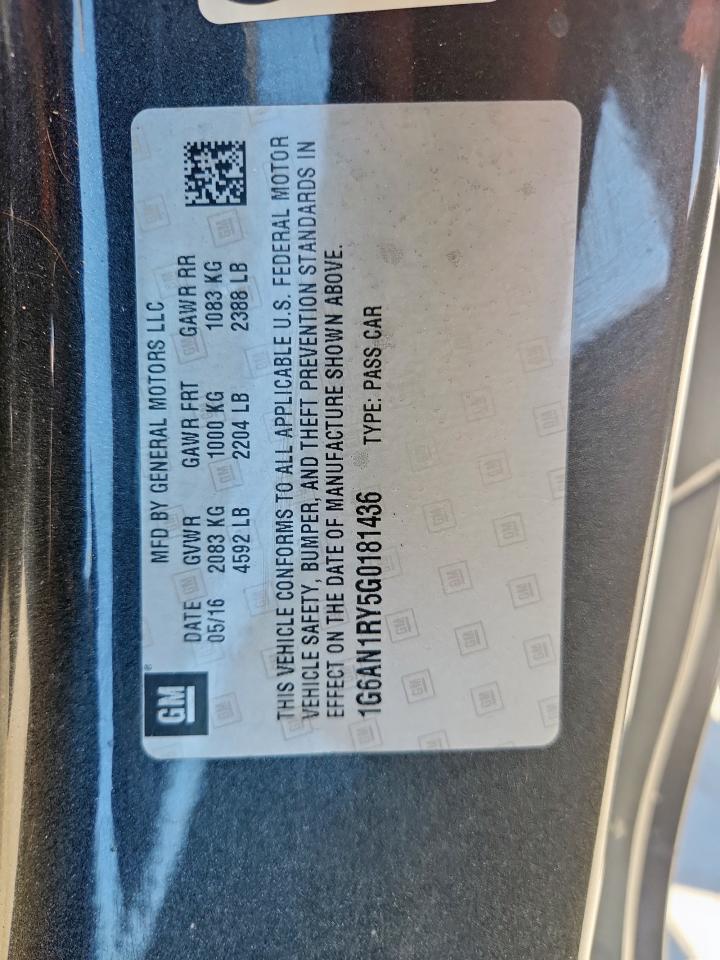 GM
MFD BY GENERAL MOTORS LLC
DATE GVWR GAWR FRT GAWR RR
05/16 2083 KG 1000 KG 1083 KG
4592 LB 2204 LB 2388 LB
THIS VEHICLE CONFORMS TO ALL APPLICABLE U.S. FEDERAL MOTOR
VEHICLE SAFETY, BUMPER, AND THEFT PREVENTION STANDARDS IN
EFFECT ON THE DATE OF MANUFACTURE SHOWN ABOVE.
1G6AN1RY5G0181436 TYPE: PASS CAR